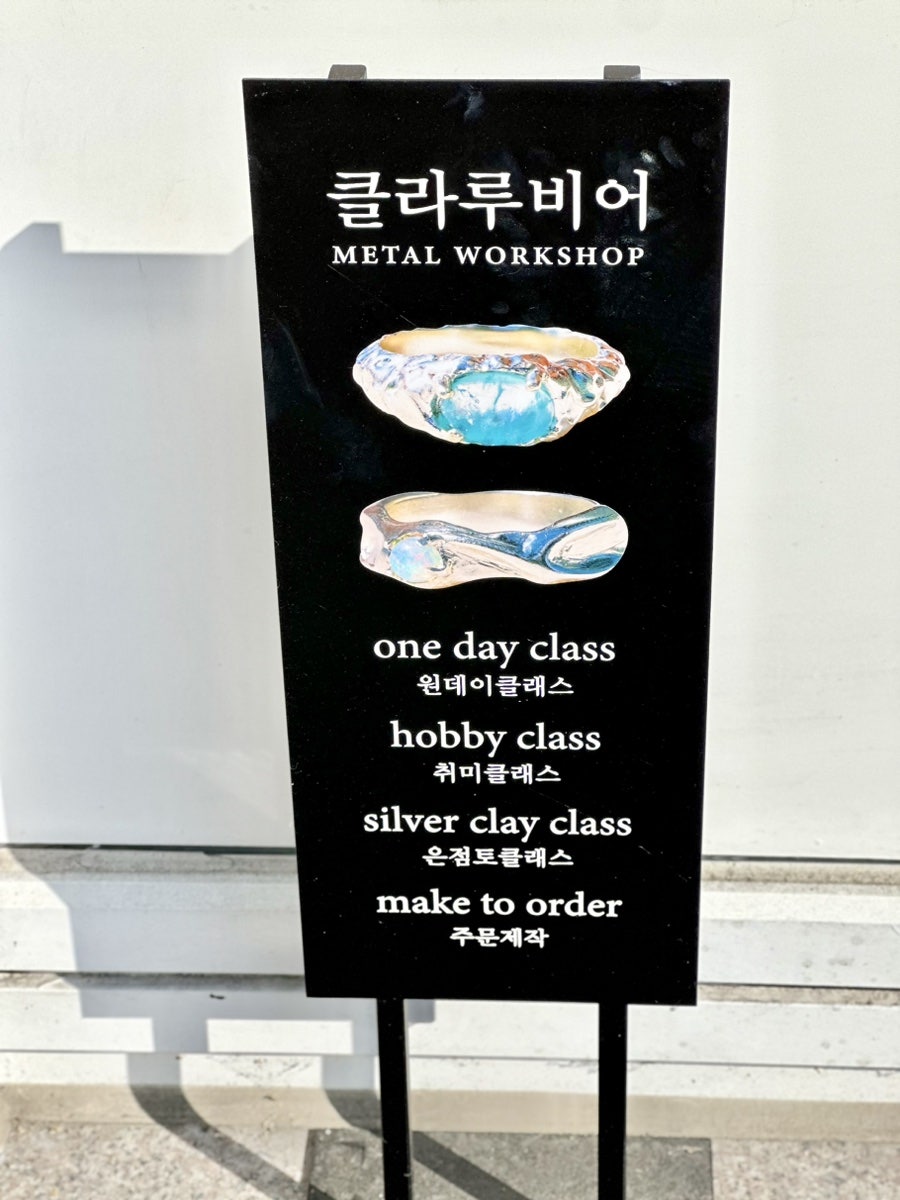 클라루비어
METAL WORKSHOP
one day class
원데이클래스
hobby class
취미클래스
silver clay class
은점토클래스
make to order
주문제작